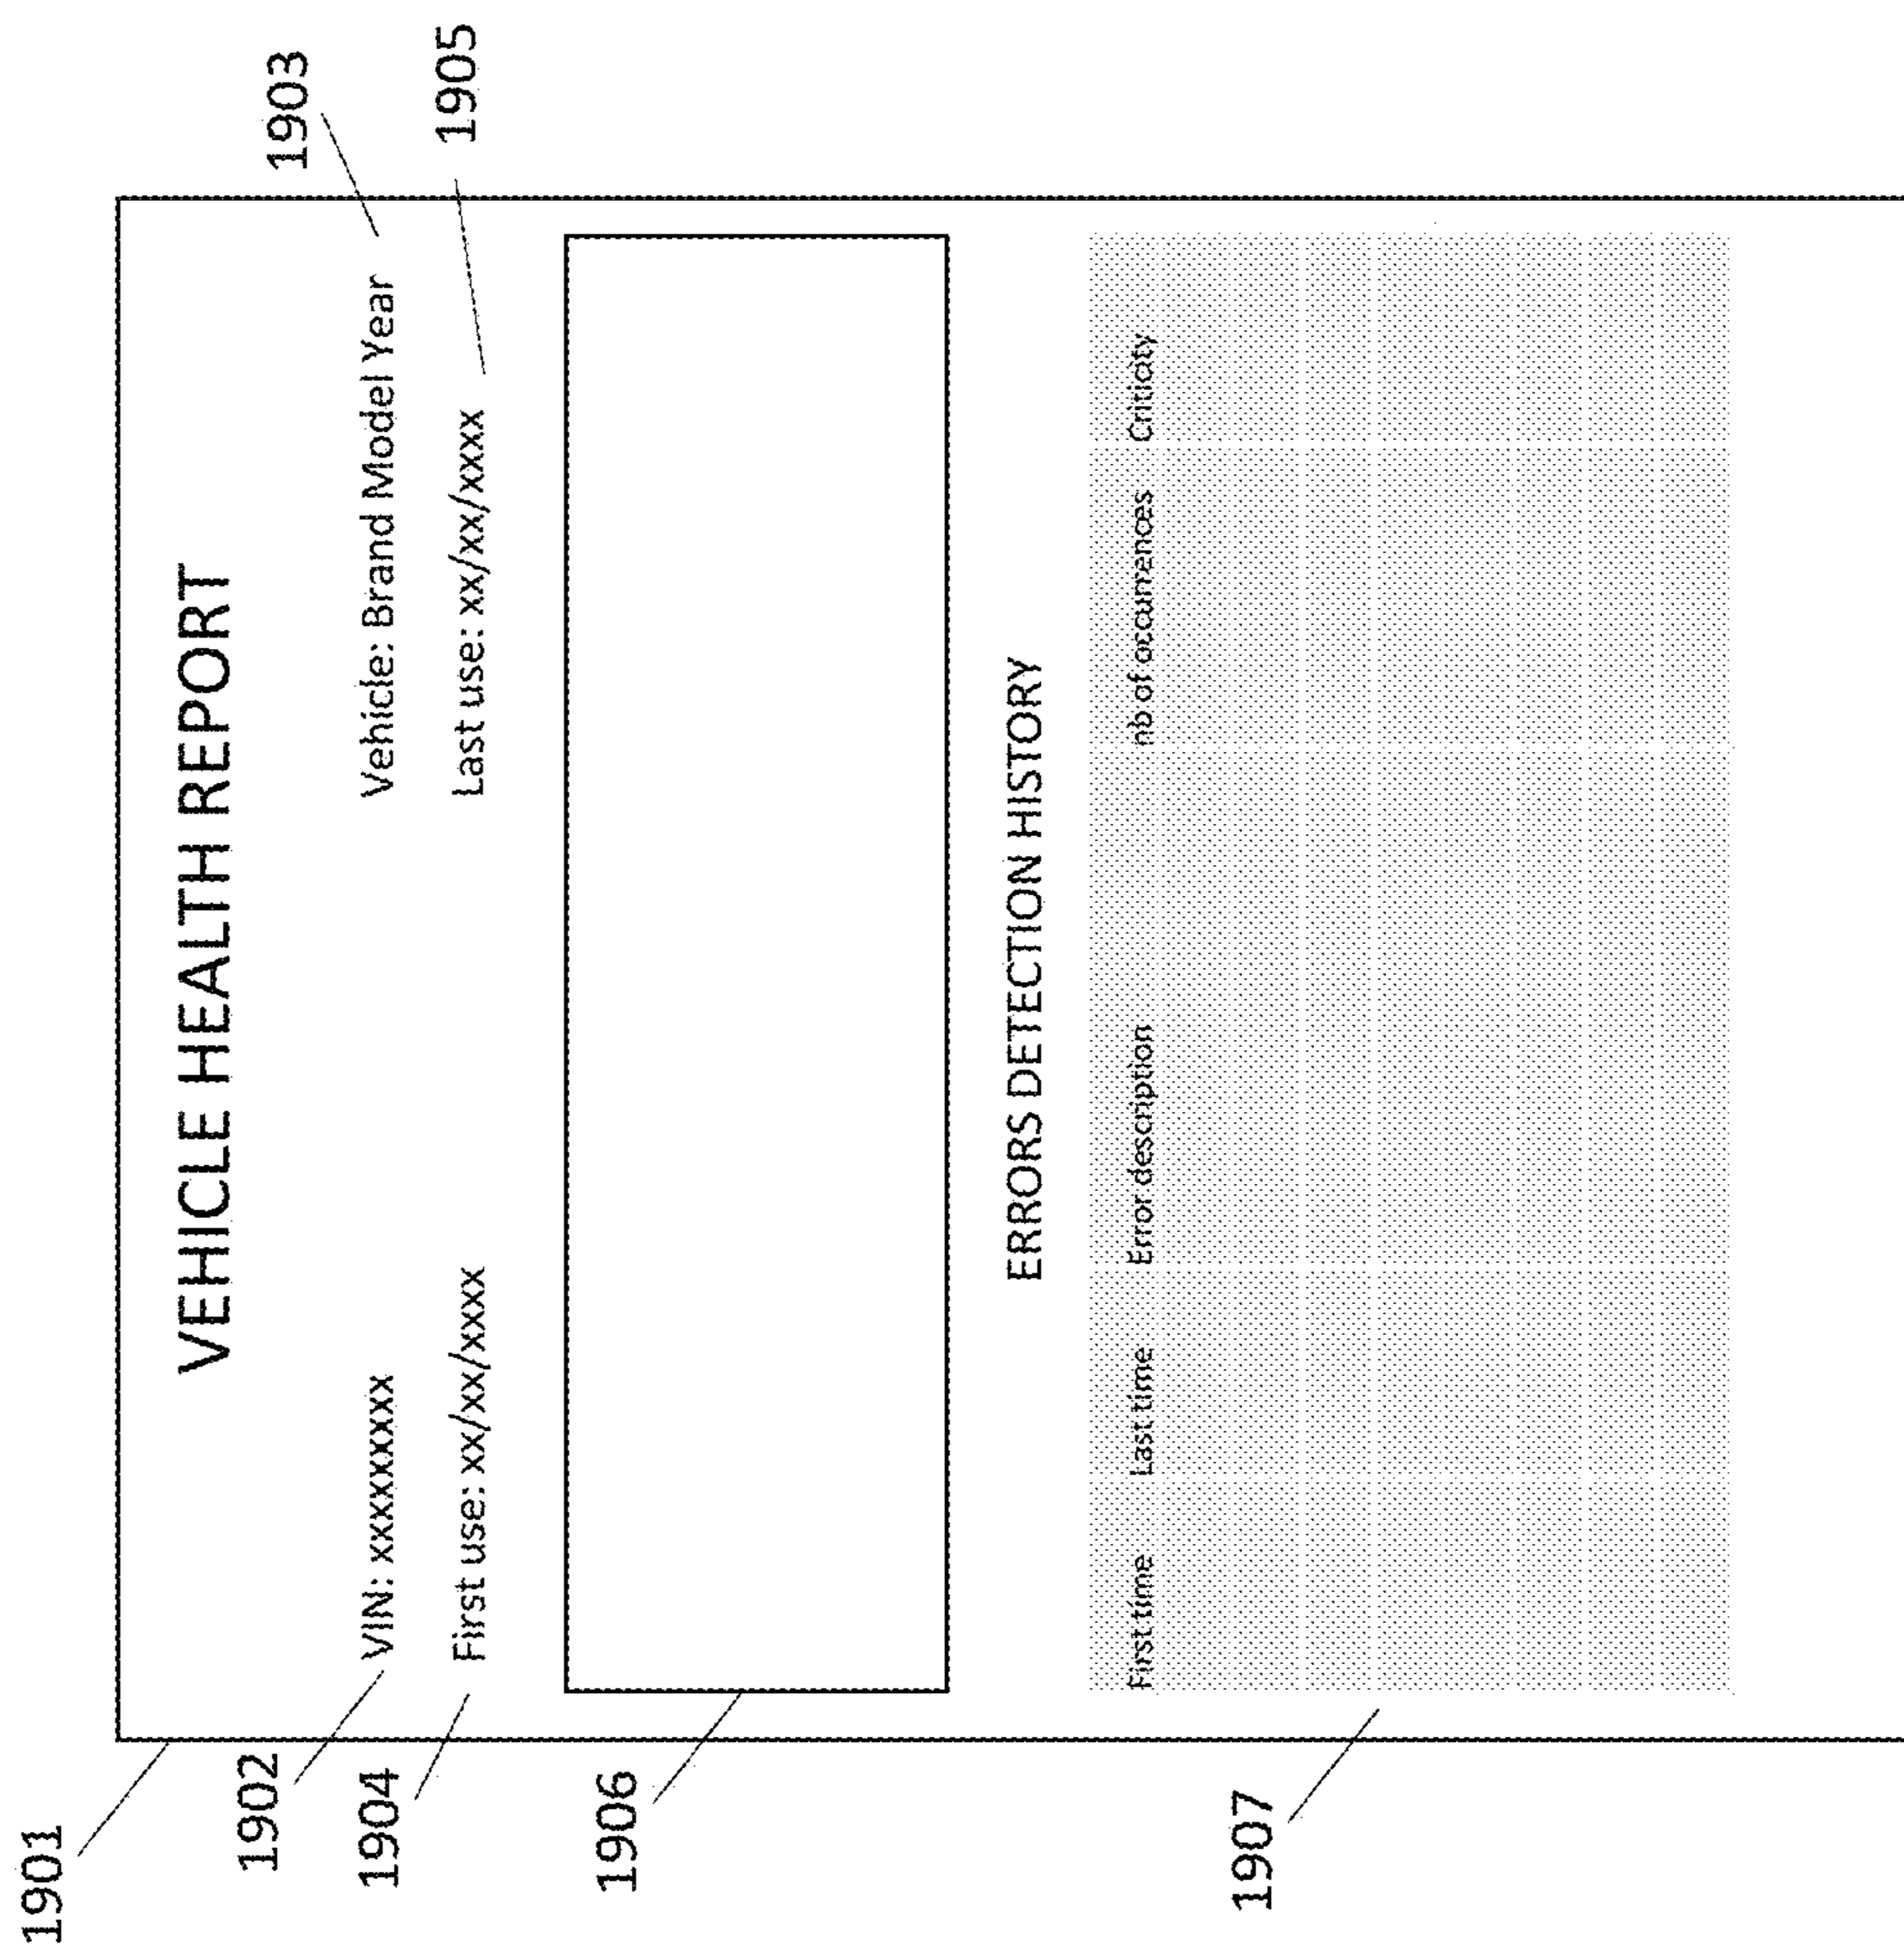 1901
VEHICLE HEALTH REPORT
1902
VIN: xxxxxxxxx
Vehicle: Brand Model Year
1903
1904
First use: xx/xx/xxxx
Last use: xx/xx/xxxx
1905
1906
ERRORS DETECTION HISTORY
First time Last time Error description nb of occurrences Criticity
1907